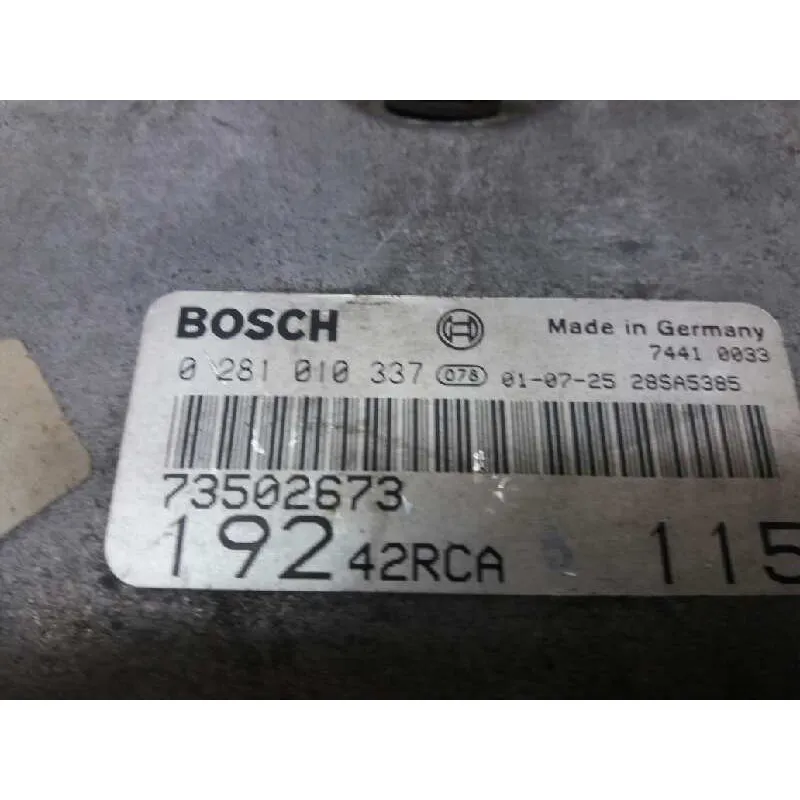 BOSCH Made in Germany
7441 0033
0 281 010 337 078 01-07-25 28SA5385
73502673
192 42RCA 115